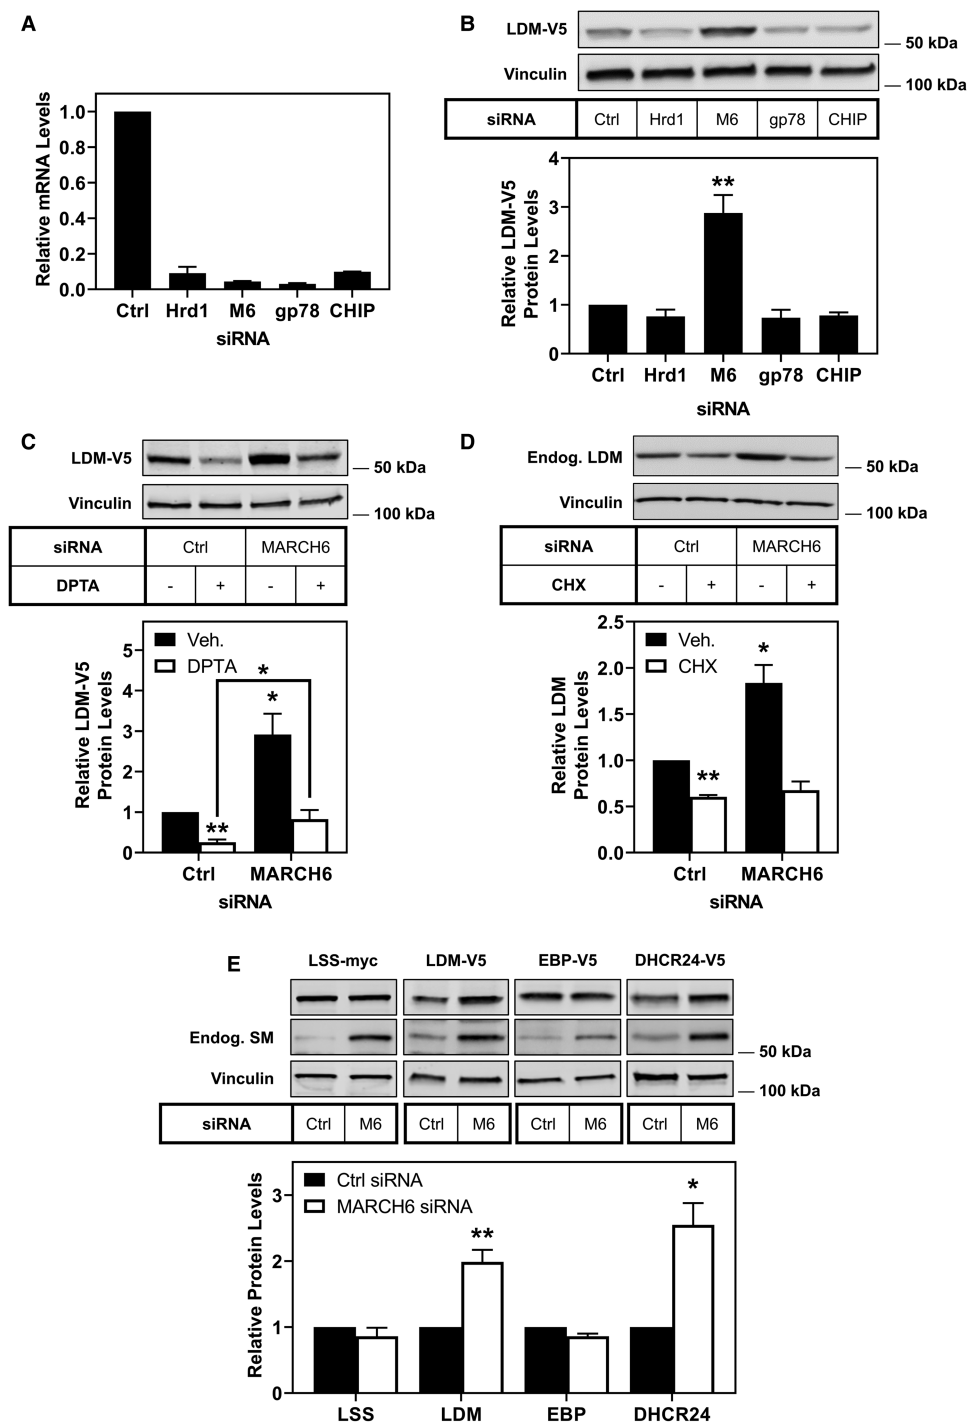 A
Relative mRNA Levels
1.0
0.8
0.6
0.4
0.2
0.0
Ctrl Hrd1 M6 gp78 CHIP
siRNA
B
LDM-V5
50 kDa
Vinculin
100 kDa
siRNA Ctrl Hrd1 M6 gp78 CHIP
Relative LDM-V5
Protein Levels
4
3
2
1
0
**
Ctrl Hrd1 M6 gp78 CHIP
siRNA
C
LDM-V5
50 kDa
Vinculin
100 kDa
siRNA Ctrl MARCH6
DPTA - + - +
Relative LDM-V5
Protein Levels
5
4
3
2
1
0
Veh.
DPTA
*
*
**
Ctrl MARCH6
siRNA
D
Endog. LDM
50 kDa
Vinculin
100 kDa
siRNA Ctrl MARCH6
CHX - + - +
Relative LDM
Protein Levels
2.5
2.0
1.5
1.0
0.5
0.0
Veh.
CHX
*
**
Ctrl MARCH6
siRNA
E
LSS-myc LDM-V5 EBP-V5 DHCR24-V5
Endog. SM
50 kDa
Vinculin
100 kDa
siRNA Ctrl M6 Ctrl M6 Ctrl M6 Ctrl M6
Relative Protein Levels
3
2
1
0
Ctrl siRNA
MARCH6 siRNA
**
*
LSS LDM EBP DHCR24